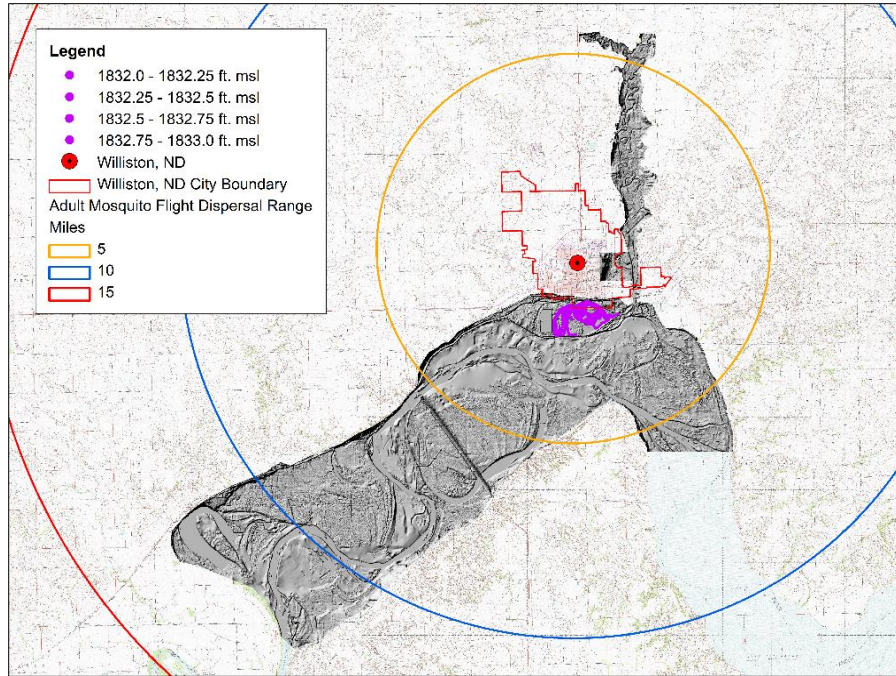 Legend
1832.0 - 1832.25 ft. msl
1832.25 - 1832.5 ft. msl
1832.5 - 1832.75 ft. msl
1832.75 - 1833.0 ft. msl
Williston, ND
Williston, ND City Boundary
Adult Mosquito Flight Dispersal Range
Miles
5
10
15